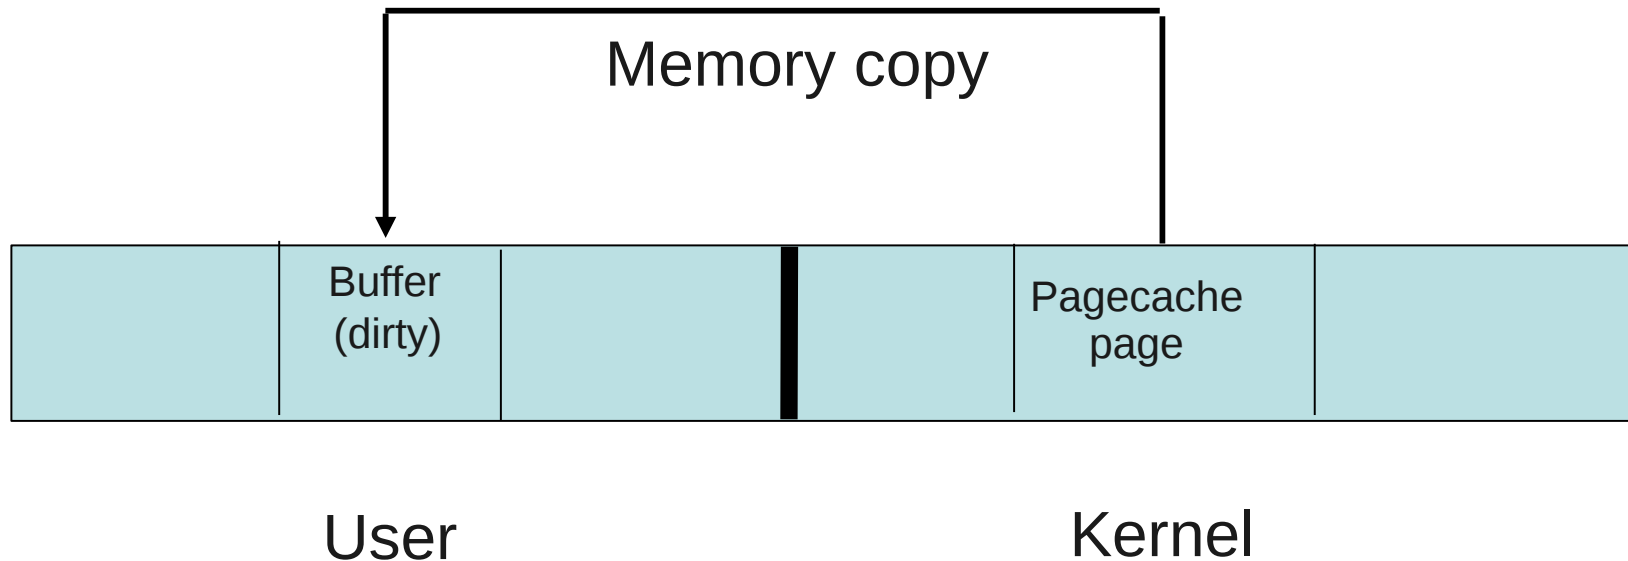 Memory copy
Buffer
(dirty)
Pagecache
page
User
Kernel